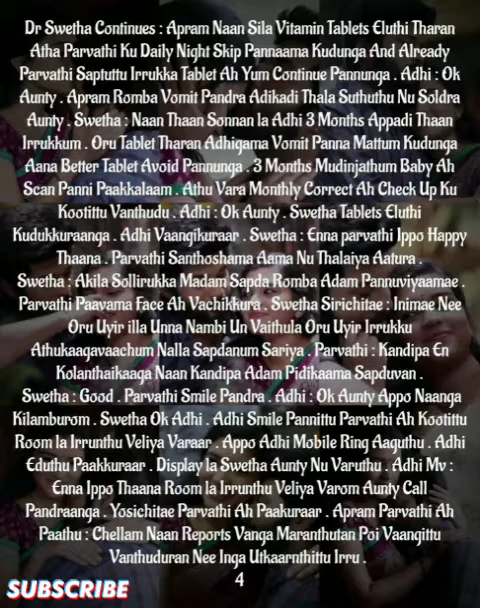 Dr Swetha Continues : Apram Naan Sila Vitamin Tablets Eluthi Tharan
Atha Parvathi Ku Daily Night Skip Pannaama Kudunga And Already
Parvathi Saptuttu Irrukka Tablet Ah Yum Continue Pannunga . Adhi : Ok
Aunty . Apram Romba Vomit Pandra Adikadi Thala Suthuthu Nu Soldra
Aunty . Swetha : Naan Thaan Sonnan la Adhi 3 Months Appadi Thaan
Irrukkum . Oru Tablet Tharan Adhigama Vomit Panna Mattum Kudunga
Aana Better Tablet Avoid Pannunga . 3 Months Mudinjathum Baby Ah
Scan Panni Paakkalaam . Athu Vara Monthly Correct Ah Check Up Ku
Kootittu Vanthudu . Adhi : Ok Aunty . Swetha Tablets Eluthi
Kudukkuraanga . Adhi Vaangikuraar . Swetha : Enna parvathi Ippo Happy
Thaana . Parvathi Santhoshama Aama Nu Thalaiya Aatura .
Swetha : Akila Sollirukka Madam Sapda Romba Adam Pannuviyaamae .
Parvathi Paavama Face Ah Vachikkura . Swetha Sirichitae : Inimae Nee
Oru Uyir illa Unna Nambi Un Vaithula Oru Uyir Irrukku
Athukaagavaachum Nalla Sapdanum Sariya . Parvathi : Kandipa En
Kolanthaikaaga Naan Kandipa Adam Pidikaama Sapduvan .
Swetha : Good . Parvathi Smile Pandra . Adhi : Ok Aunty Appo Naanga
Kilamburom . Swetha Ok Adhi . Adhi Smile Pannittu Parvathi Ah Kootittu
Room la Irrunthu Veliya Varaar . Appo Adhi Mobile Ring Aaguthu . Adhi
Eduthu Paakkuraar . Display la Swetha Aunty Nu Varuthu . Adhi Mv :
Enna Ippo Thaana Room la Irrunthu Veliya Varom Aunty Call
Pandraanga . Yosichitae Parvathi Ah Paakuraar . Apram Parvathi Ah
Paathu : Chellam Naan Reports Vanga Maranthutan Poi Vaangittu
Vanthuduran Nee Inga Utkaarnthittu Irru .
4
SUBSCRIBE